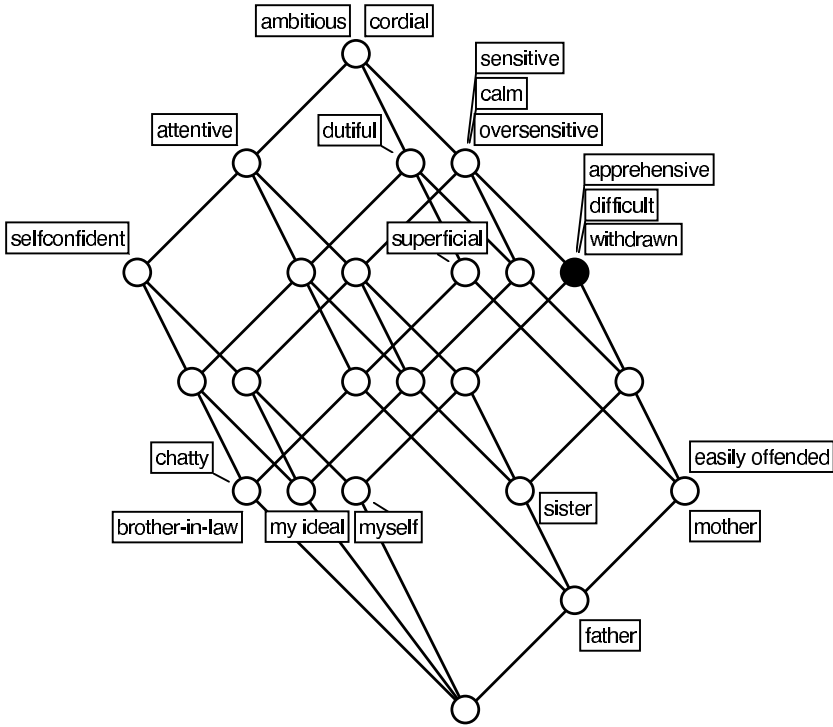 ambitious
cordial
sensitive
calm
attentive
dutiful
oversensitive
apprehensive
difficult
selfconfident
superficial
withdrawn
chatty
easily offended
brother-in-law
my ideal
myself
sister
mother
father